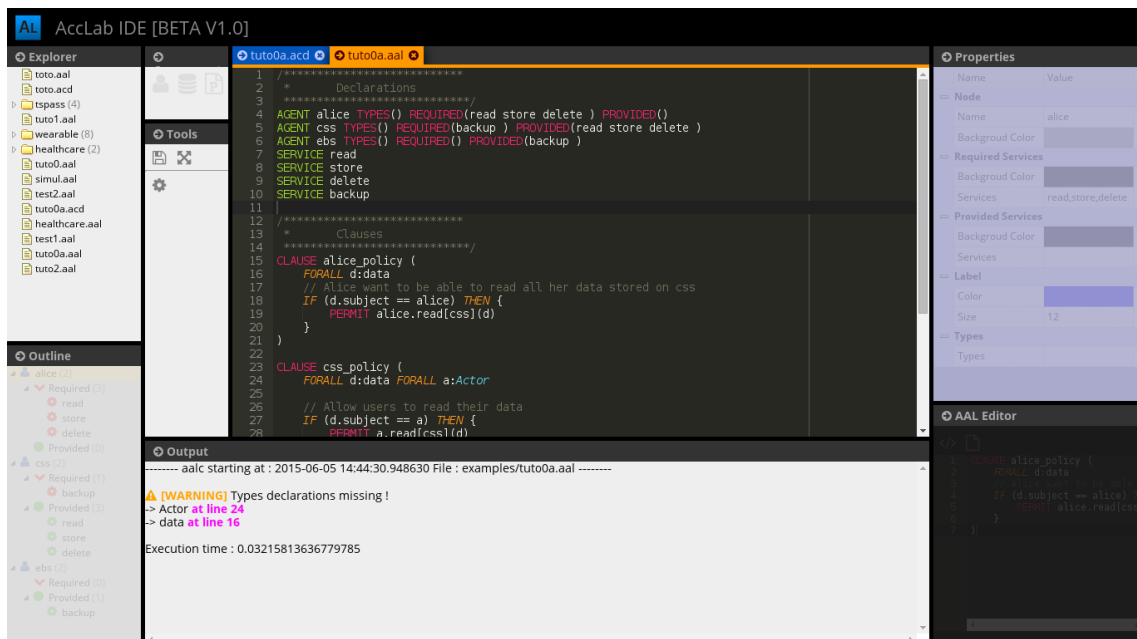 AL AccLab IDE [BETA V1.0]
Explorer
toto.aal
toto.acd
tspass (4)
tuto1.aal
wearable (8)
healthcare (2)
tuto0.aal
simul.aal
test2.aal
tuto0a.acd
healthcare.aal
test1.aal
tuto0a.aal
tuto2.aal
Outline
alice (2)
Required (3)
read
store
delete
Provided (0)
css (2)
Required (1)
backup
Provided (3)
read
store
delete
ebs (2)
Required (0)
Provided (1)
backup
P
Tools
tuto0a.acd tuto0a.aal
1 /***************************
2 * Declarations
3 ****************************/
4 AGENT alice TYPES() REQUIRED(read store delete ) PROVIDED()
5 AGENT css TYPES() REQUIRED(backup ) PROVIDED(read store delete )
6 AGENT ebs TYPES() REQUIRED() PROVIDED(backup )
7 SERVICE read
8 SERVICE store
9 SERVICE delete
10 SERVICE backup
11
12 /***************************
13 * Clauses
14 ****************************/
15 CLAUSE alice_policy (
16 FORALL d:data
17 // Alice want to be able to read all her data stored on css
18 IF (d.subject == alice) THEN {
19 PERMIT alice.read[css](d)
20 }
21 )
22
23 CLAUSE css_policy (
24 FORALL d:data FORALL a:Actor
25
26 // Allow users to read their data
27 IF (d.subject == a) THEN {
28 PERMIT a.read[css](d)
Output
-------- aalc starting at : 2015-06-05 14:44:30.948630 File : examples/tuto0a.aal --------
[WARNING] Types declarations missing !
-> Actor at line 24
-> data at line 16
Execution time : 0.03215813636779785
Properties
Name Value
Node
Name alice
Backgroud Color
Required Services
Backgroud Color
Services read,store,delete
Provided Services
Backgroud Color
Services
Label
Color
Size 12
Types
Types
AAL Editor
1 CLAUSE alice_policy (
2 FORALL d:data
3 // Alice want to be able
4 IF (d.subject == alice)
5 PERMIT alice.read[css
6 }
7 )